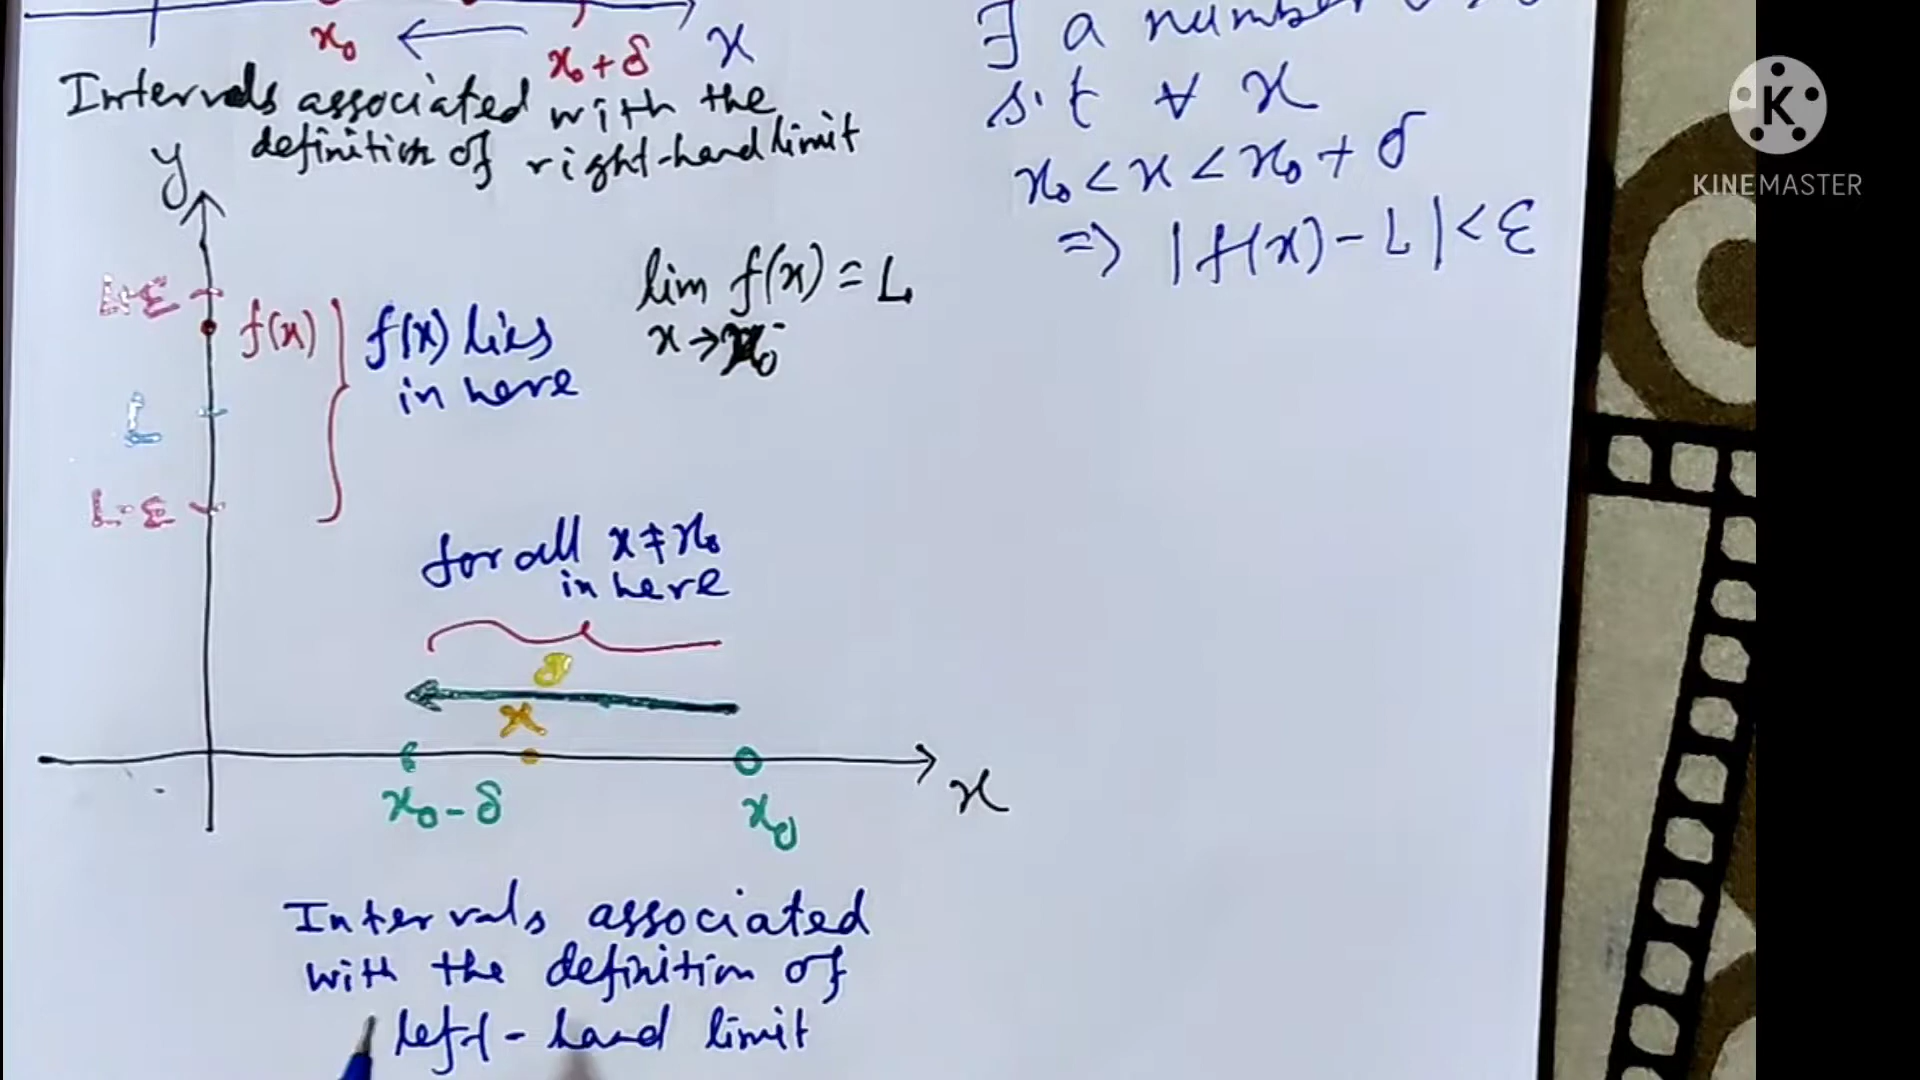 x₀ ← x₀+δ x
Intervals associated with the
definition of right-hand limit
y
L+ε
f(x)
f(x) lies
in here
L
L-ε
lim f(x) = L
x→x₀⁻
for all x ≠ x₀
in here
δ
x
x₀-δ
x₀
x
Intervals associated
with the definition of
left-hand limit
∃ a number
s.t ∀ x
x₀ < x < x₀ + δ
⇒ |f(x) - L| < ε
K
KINEMASTER